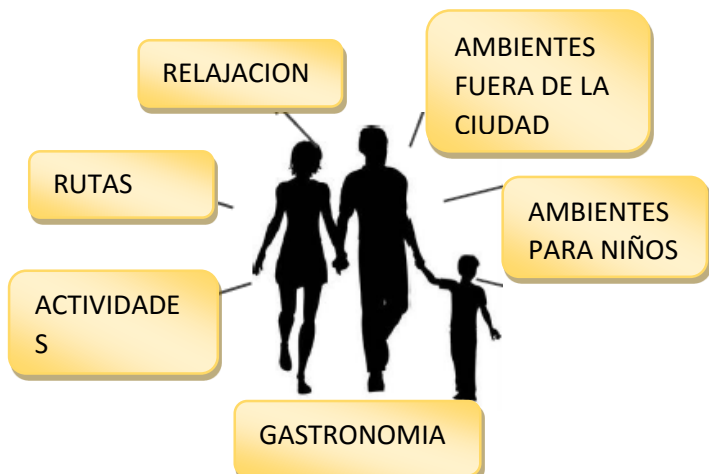 RELAJACION
AMBIENTES
FUERA DE LA
CIUDAD
RUTAS
AMBIENTES
PARA NIÑOS
ACTIVIDADE
S
GASTRONOMIA